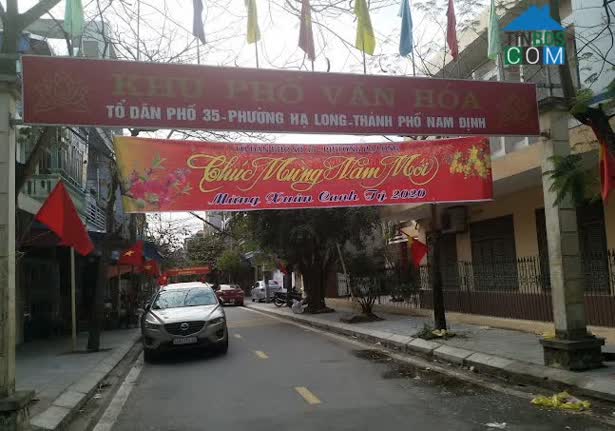 TINBDS
COM
KHU PHỐ VĂN HÓA
TỔ DÂN PHỐ 35-PHƯỜNG HẠ LONG-THÀNH PHỐ NAM ĐỊNH
Chúc Mừng Năm Mới
Mừng Xuân Canh Tý 2020